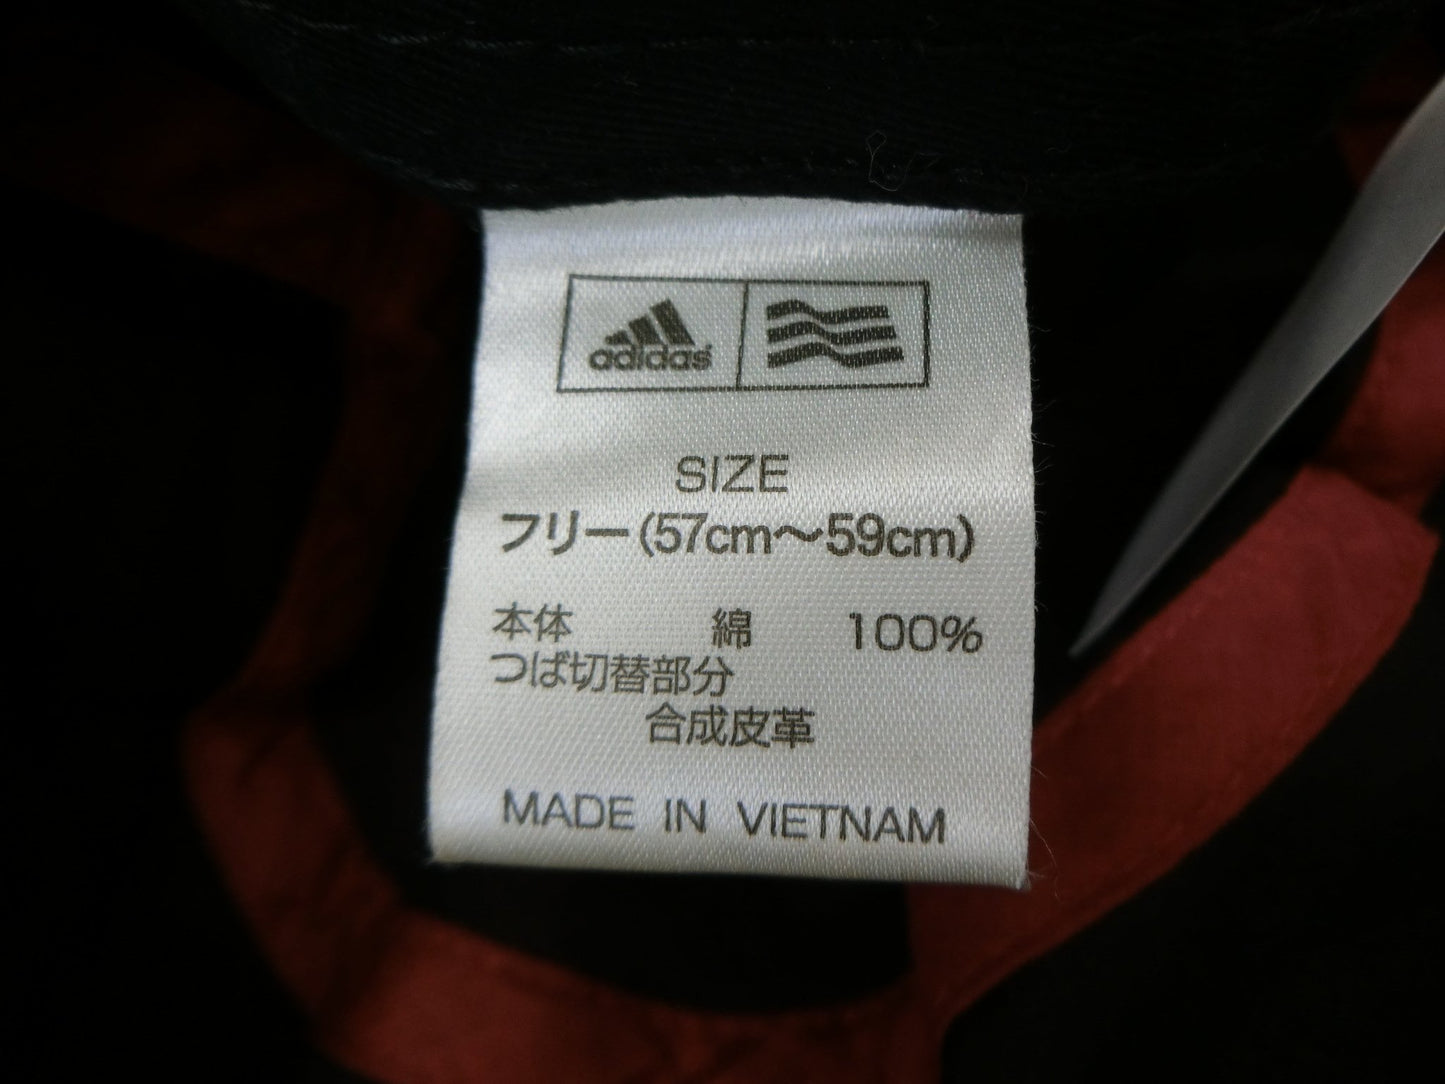 adidas
SIZE
フリー(57cm〜59cm)
本体 綿 100%
つば切替部分
合成皮革
MADE IN VIETNAM